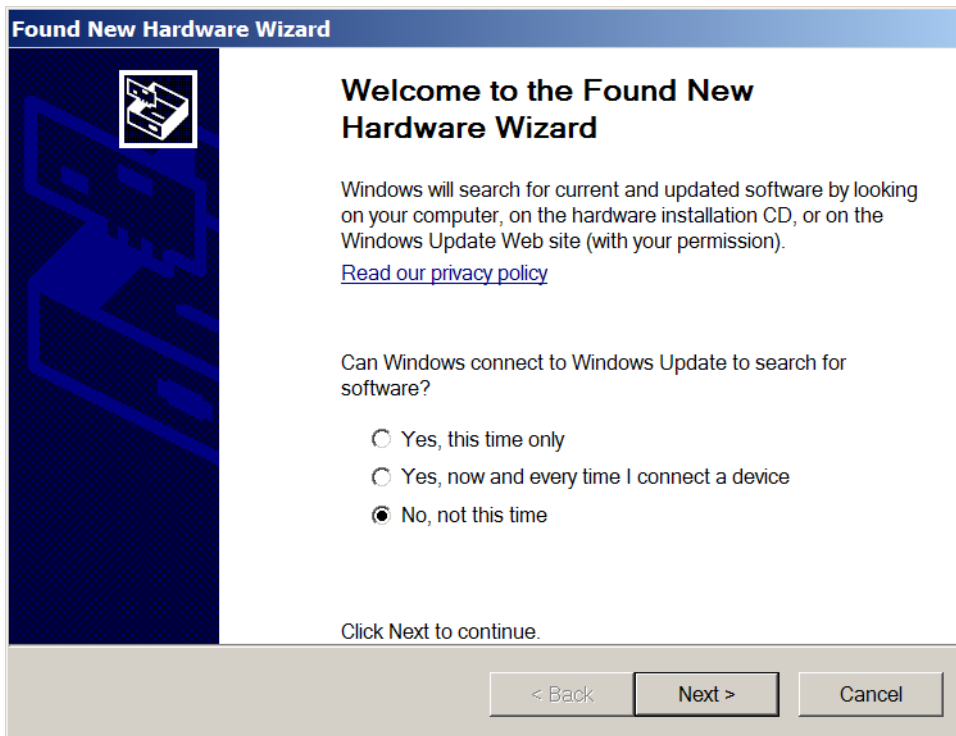 Found New Hardware Wizard
Welcome to the Found New
Hardware Wizard
Windows will search for current and updated software by looking
on your computer, on the hardware installation CD, or on the
Windows Update Web site (with your permission).
Read our privacy policy
Can Windows connect to Windows Update to search for
software?
Yes, this time only
Yes, now and every time I connect a device
No, not this time
Click Next to continue.
< Back Next > Cancel